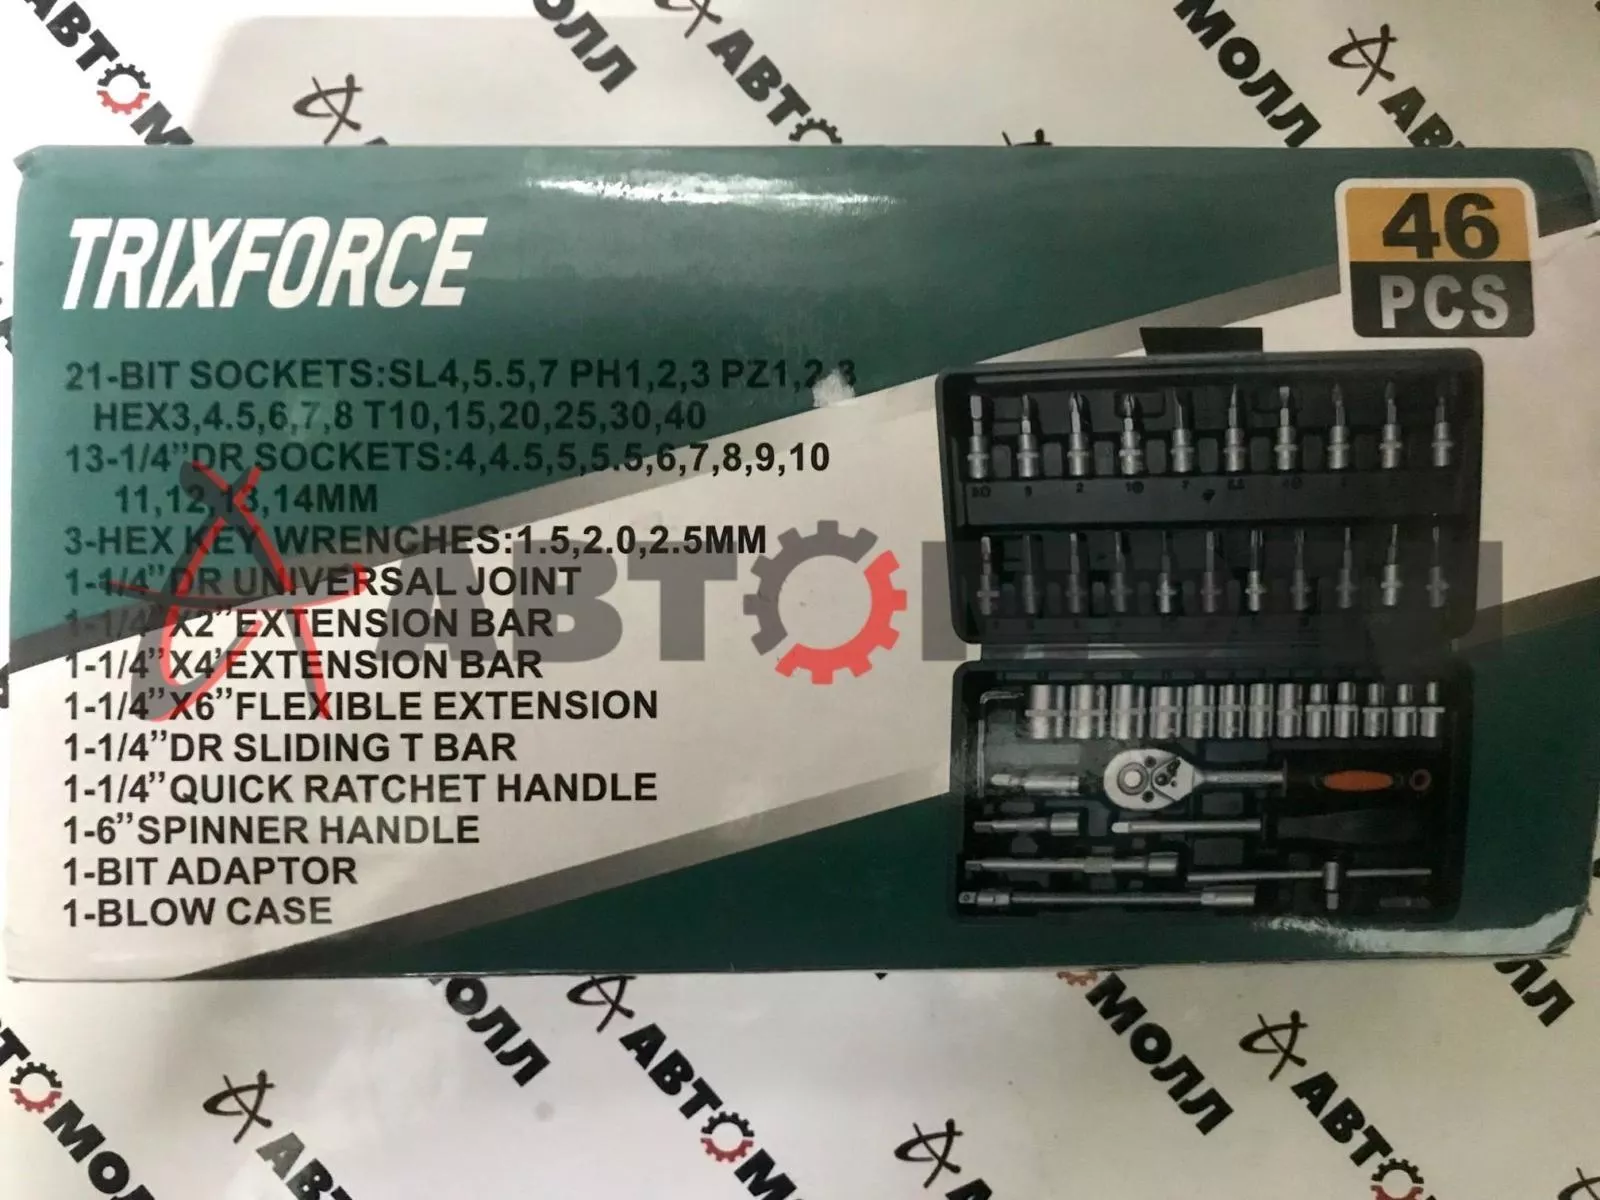 TRIXFORCE
46
PCS
21-BIT SOCKETS:SL4,5.5,7 PH1,2,3 PZ1,2,3
HEX3,4.5,6,7,8 T10,15,20,25,30,40
13-1/4”DR SOCKETS:4,4.5,5,5.5,6,7,8,9,10
11,12,13,14MM
3-HEX KEY WRENCHES:1.5,2.0,2.5MM
1-1/4”DR UNIVERSAL JOINT
1-1/4”X2”EXTENSION BAR
1-1/4”X4’EXTENSION BAR
1-1/4”X6”FLEXIBLE EXTENSION
1-1/4”DR SLIDING T BAR
1-1/4”QUICK RATCHET HANDLE
1-6”SPINNER HANDLE
1-BIT ADAPTOR
1-BLOW CASE
АВТОМОЛЛ